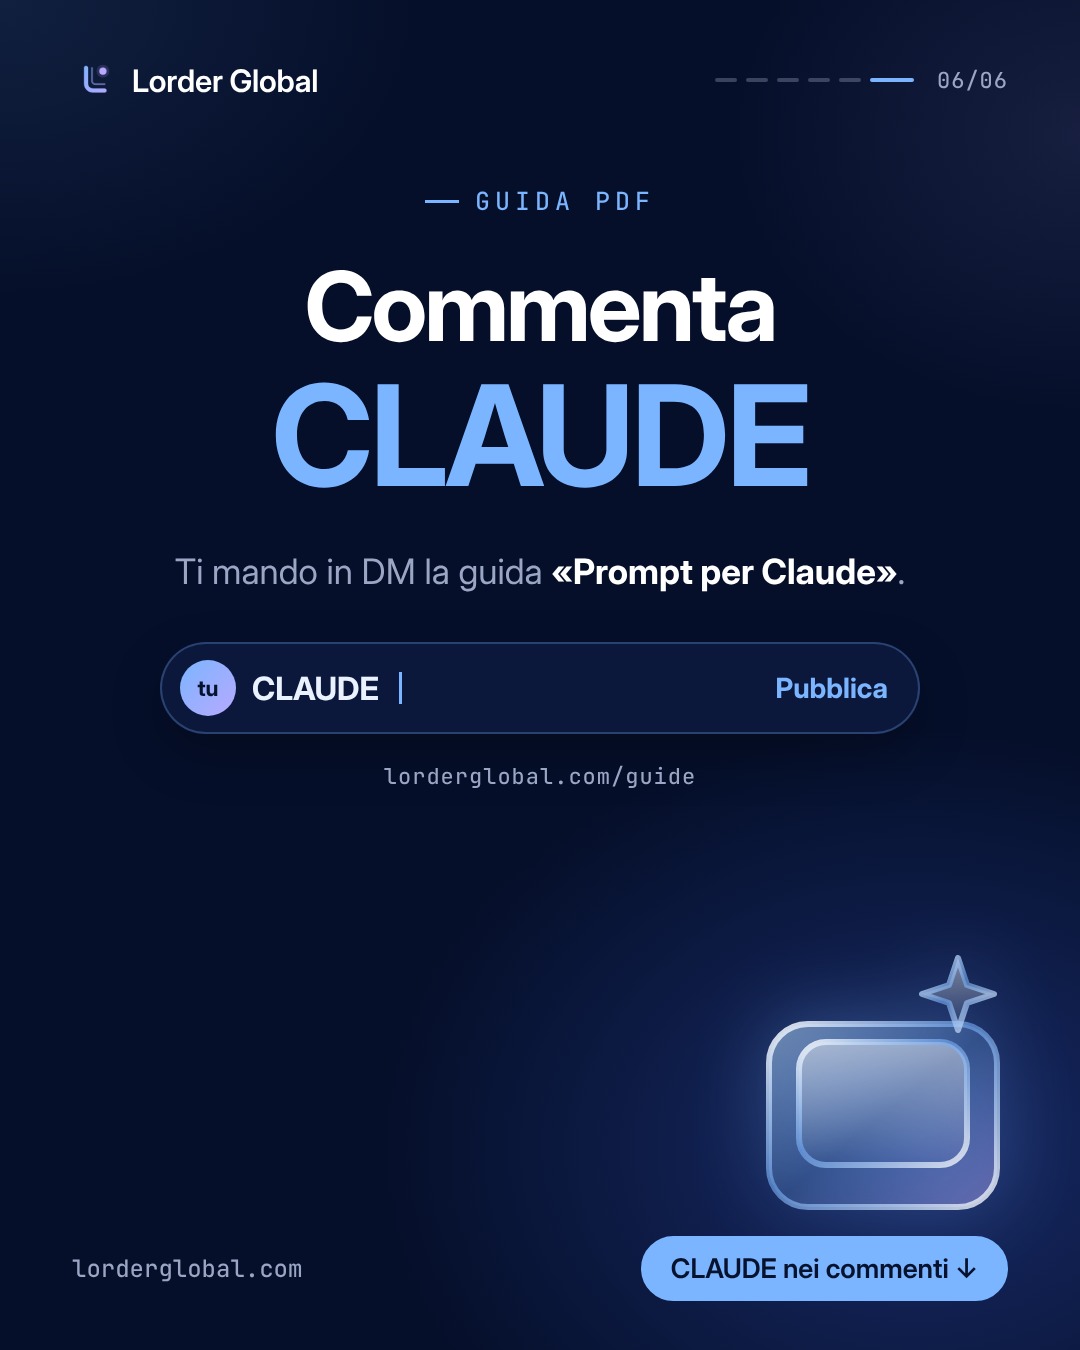 Lorder Global
06/06
— GUIDA PDF
Commenta
CLAUDE
Ti mando in DM la guida «Prompt per Claude».
tu CLAUDE | Pubblica
lorderglobal.com/guide
lorderglobal.com
CLAUDE nei commenti ↓